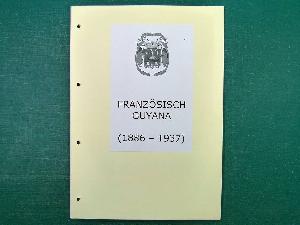 FRANZÖSISCH
GUYANA
(1886 – 1937)